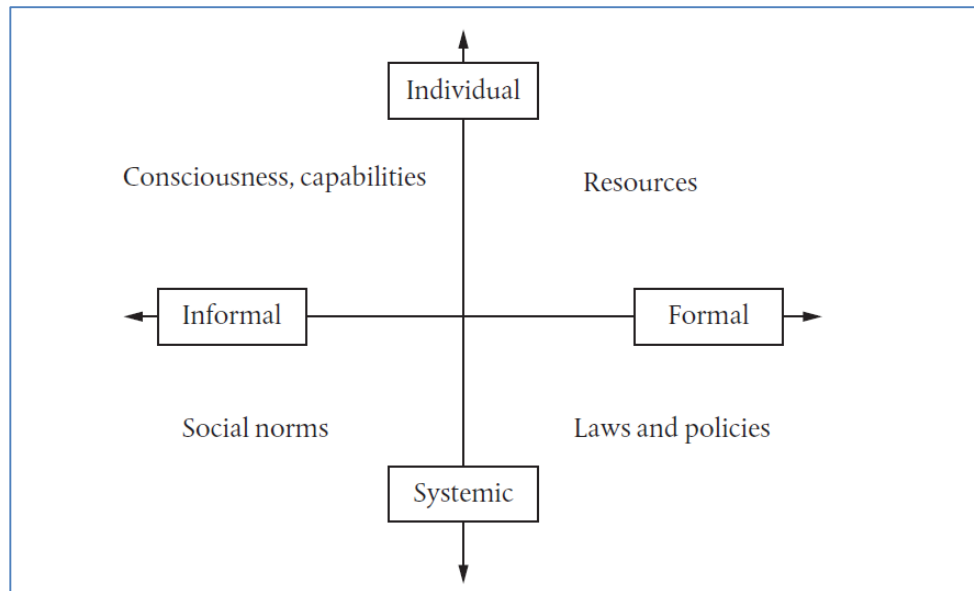 Individual
Consciousness, capabilities
Resources
Informal
Formal
Social norms
Laws and policies
Systemic